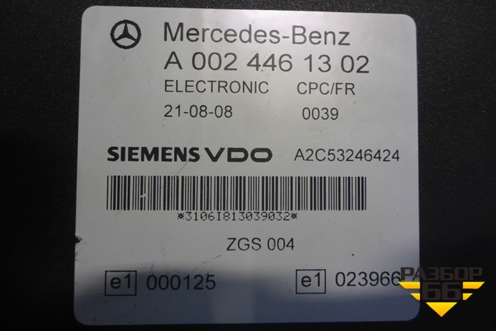 Mercedes-Benz
A 002 446 13 02
ELECTRONIC CPC/FR
21-08-08 0039
SIEMENS VDO A2C53246424
*3106I813039032*
ZGS 004
e1 000125 e1 023966
РАЗБОР
66